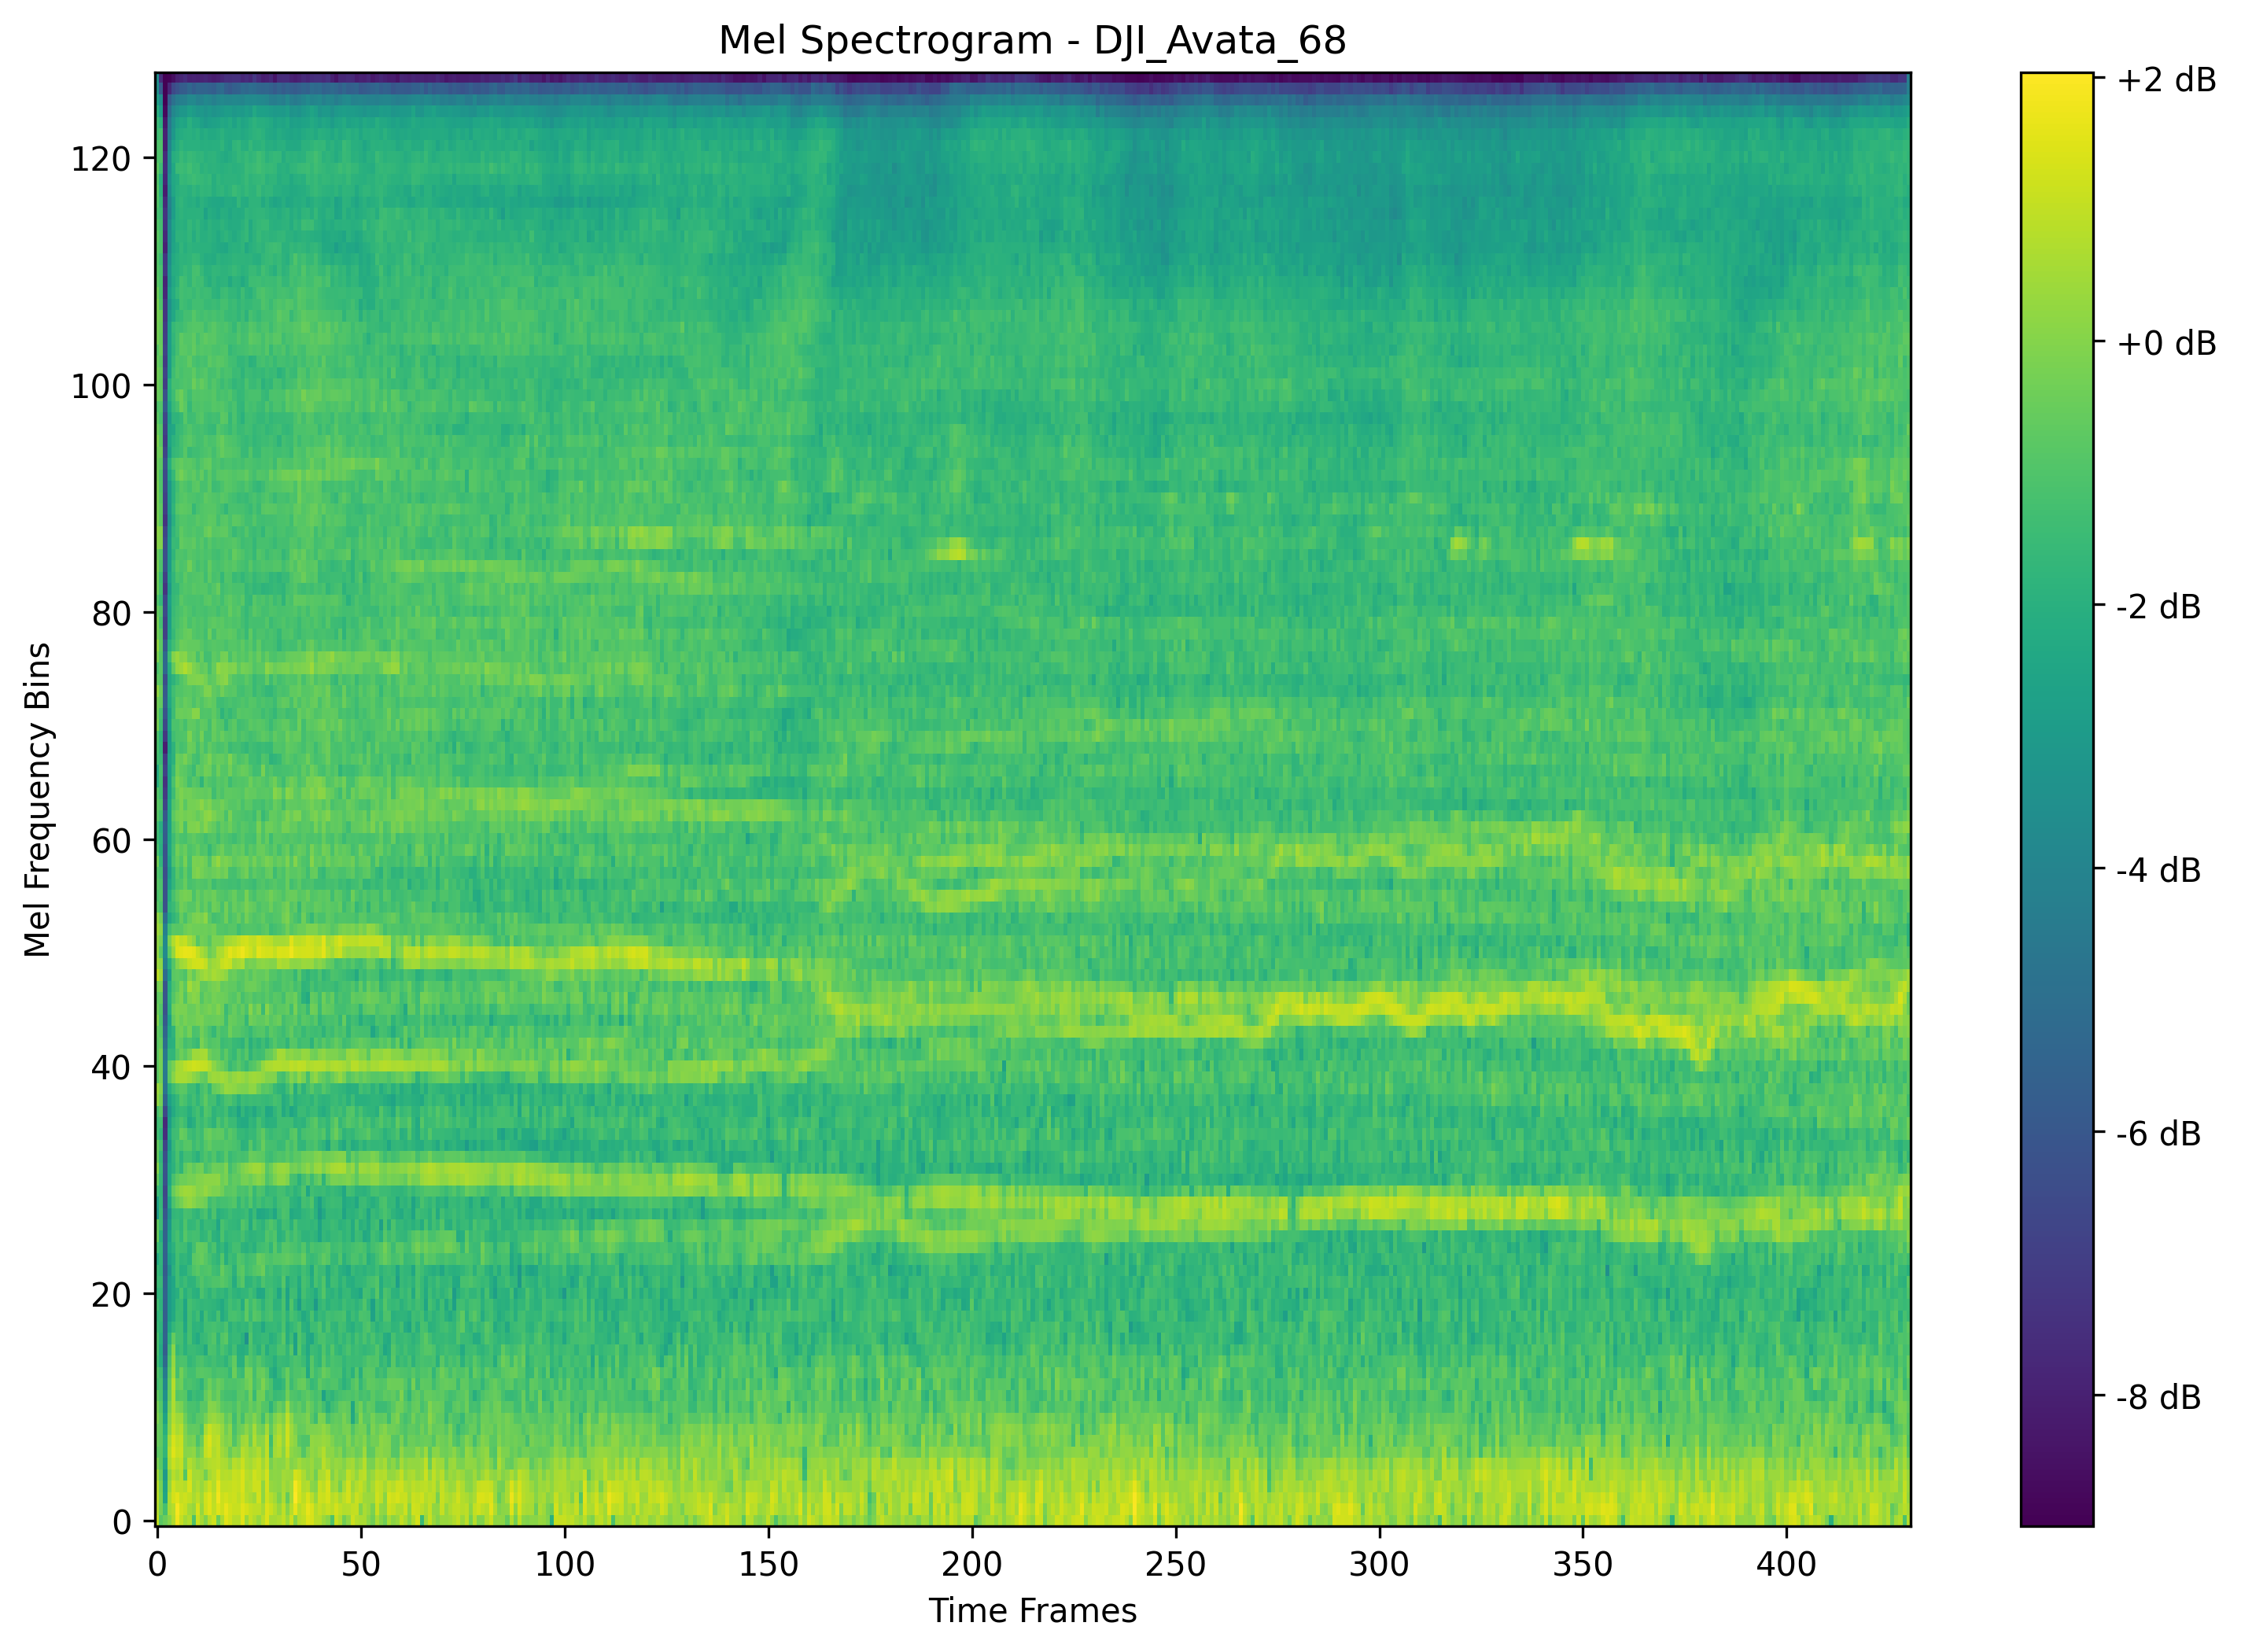 Mel Spectrogram - DJI_Avata_68
+2 dB
+0 dB
-2 dB
-4 dB
-6 dB
-8 dB
120
100
80
60
40
20
0
Mel Frequency Bins
0 50 100 150 200 250 300 350 400
Time Frames